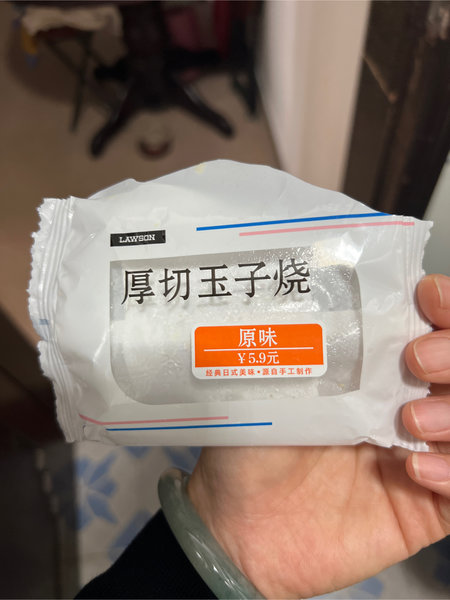 LAWSON
厚切玉子烧
原味
¥5.9元
经典日式美味·源自手工制作